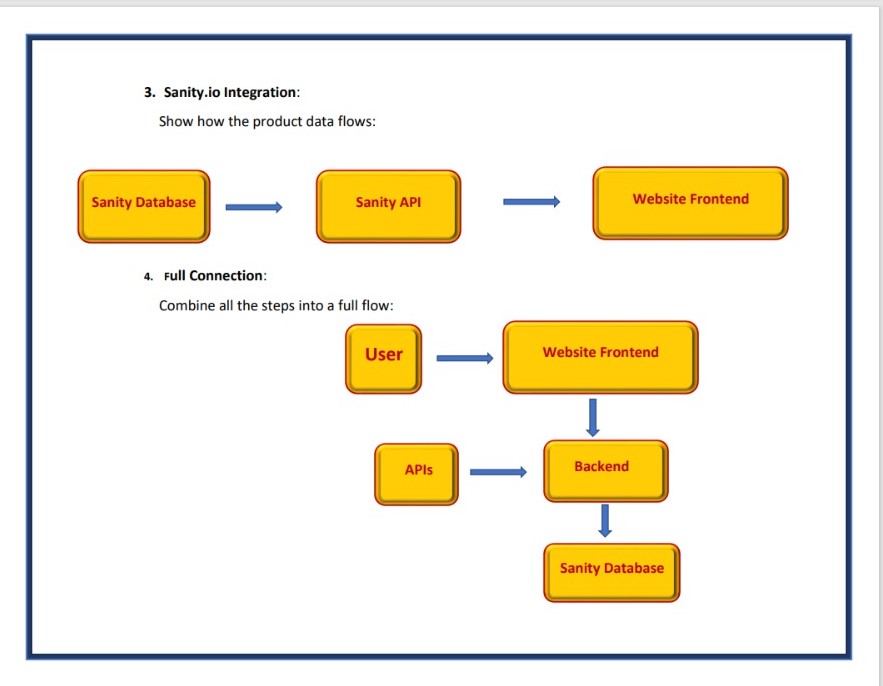 3. Sanity.io Integration:
Show how the product data flows:
Sanity Database
Sanity API
Website Frontend
4. Full Connection:
Combine all the steps into a full flow:
User
Website Frontend
APIs
Backend
Sanity Database